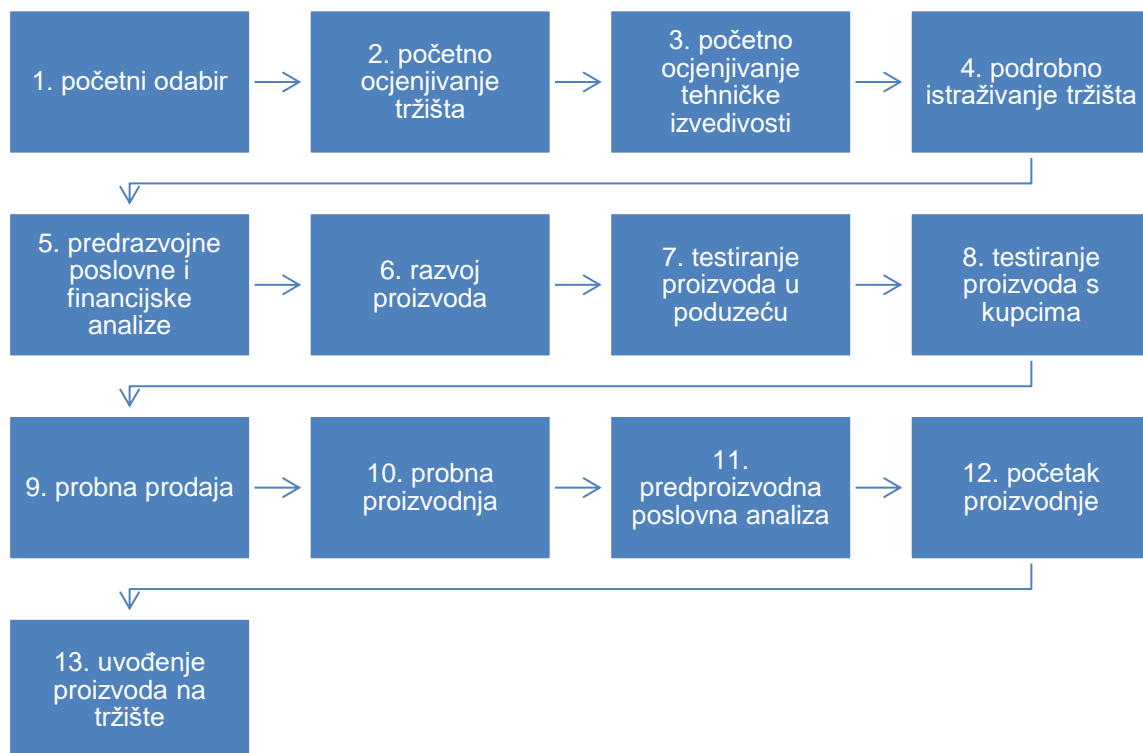 1. početni odabir
2. početno
ocjenjivanje
tržišta
3. početno
ocjenjivanje
tehničke
izvedivosti
4. podrobno
istraživanje tržišta
5. predrazvojne
poslovne i
financijske
analize
6. razvoj
proizvoda
7. testiranje
proizvoda u
poduzeću
8. testiranje
proizvoda s
kupcima
9. probna prodaja
10. probna
proizvodnja
11.
predproizvodna
poslovna analiza
12. početak
proizvodnje
13. uvođenje
proizvoda na
tržište